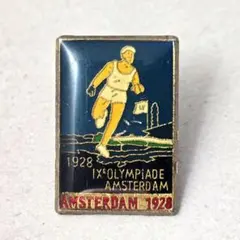 1928
IXE OLYMPIADE
AMSTERDAM
AMSTERDAM 1928